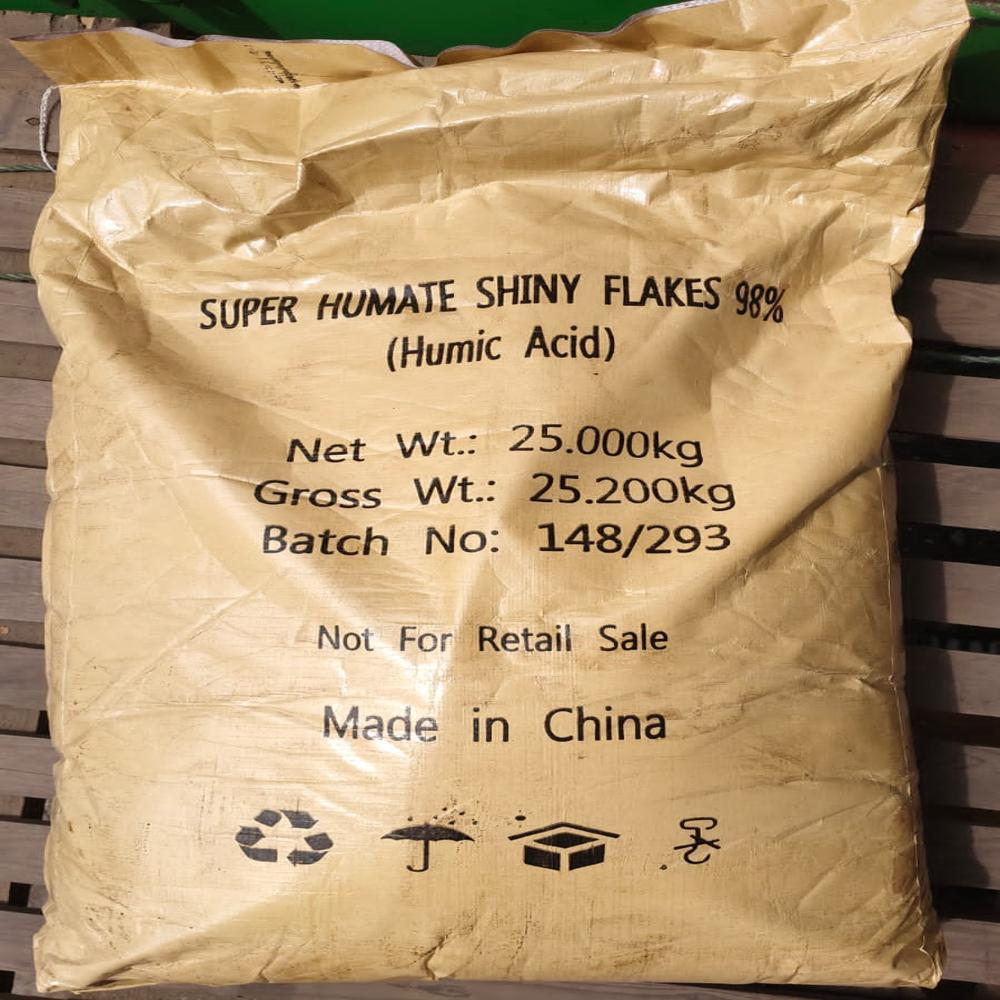 SUPER HUMATE SHINY FLAKES 98%
(Humic Acid)
Net Wt.: 25.000kg
Gross Wt.: 25.200kg
Batch No: 148/293
Not For Retail Sale
Made in China